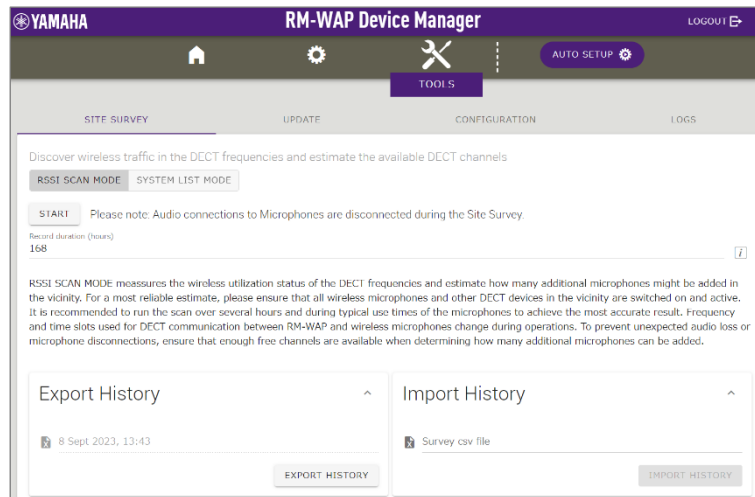 YAMAHA
RM-WAP Device Manager
LOGOUT
AUTO SETUP
TOOLS
SITE SURVEY
UPDATE
CONFIGURATION
LOGS
Discover wireless traffic in the DECT frequencies and estimate the available DECT channels
RSSI SCAN MODE
SYSTEM LIST MODE
START
Please note: Audio connections to Microphones are disconnected during the Site Survey.
Record duration (hours)
168
i
RSSI SCAN MODE meassures the wireless utilization status of the DECT frequencies and estimate how many additional microphones might be added in
the vicinity. For a most reliable estimate, please ensure that all wireless microphones and other DECT devices in the vicinity are switched on and active.
It is recommended to run the scan over several hours and during typical use times of the microphones to achieve the most accurate result. Frequency
and time slots used for DECT communication between RM-WAP and wireless microphones change during operations. To prevent unexpected audio loss or
microphone disconnections, ensure that enough free channels are available when determining how many additional microphones can be added.
Export History
8 Sept 2023, 13:43
EXPORT HISTORY
Import History
Survey csv file
IMPORT HISTORY